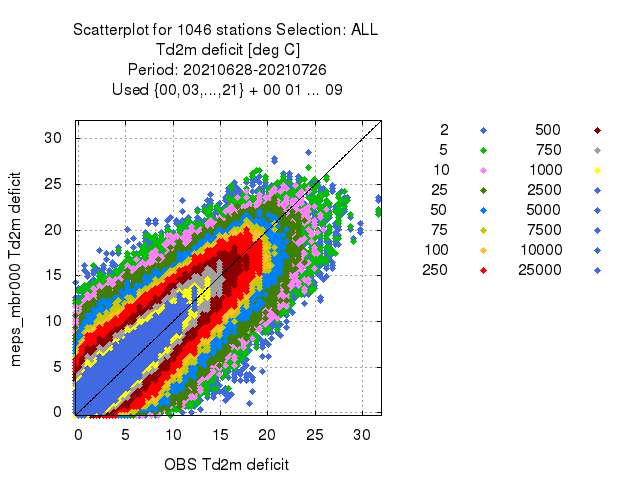 Scatterplot for 1046 stations Selection: ALL
Td2m deficit [deg C]
Period: 20210628-20210726
Used {00,03,...,21} + 00 01 ... 09
meps_mbr000 Td2m deficit
30
25
20
15
10
5
0
0 5 10 15 20 25 30
OBS Td2m deficit
2 500
5 750
10 1000
25 2500
50 5000
75 7500
100 10000
250 25000